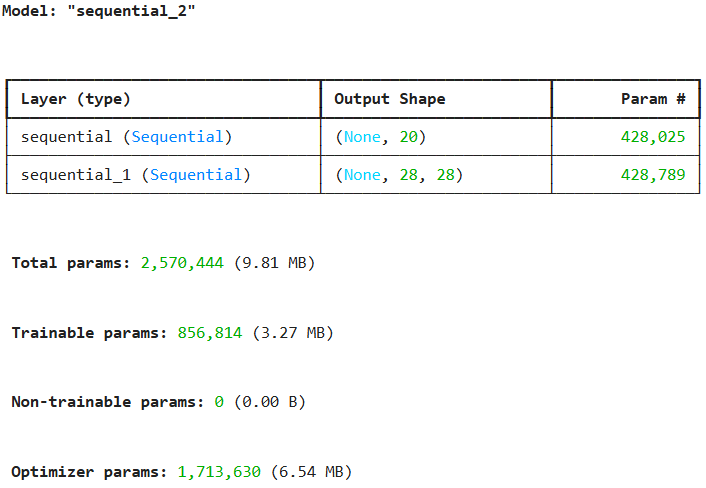 Model: "sequential_2"
Layer (type) Output Shape Param #
sequential (Sequential) (None, 20) 428,025
sequential_1 (Sequential) (None, 28, 28) 428,789
Total params: 2,570,444 (9.81 MB)
Trainable params: 856,814 (3.27 MB)
Non-trainable params: 0 (0.00 B)
Optimizer params: 1,713,630 (6.54 MB)